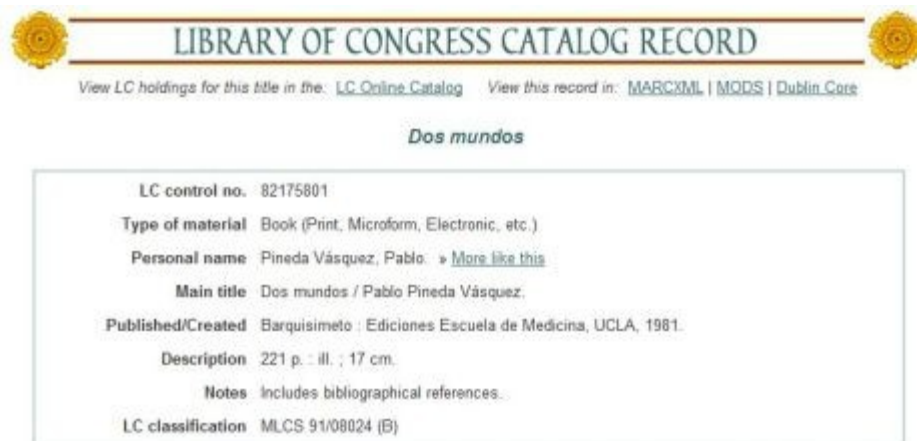 LIBRARY OF CONGRESS CATALOG RECORD
View LC holdings for this title in the: LC Online Catalog View this record in: MARCXML | MODS | Dublin Core
Dos mundos
LC control no. 82175801
Type of material Book (Print, Microform, Electronic, etc.)
Personal name Pineda Vásquez, Pablo. » More like this
Main title Dos mundos / Pablo Pineda Vásquez.
Published/Created Barquisimeto : Ediciones Escuela de Medicina, UCLA, 1981.
Description 221 p. : ill. ; 17 cm.
Notes Includes bibliographical references.
LC classification MLCS 91/08024 (B)